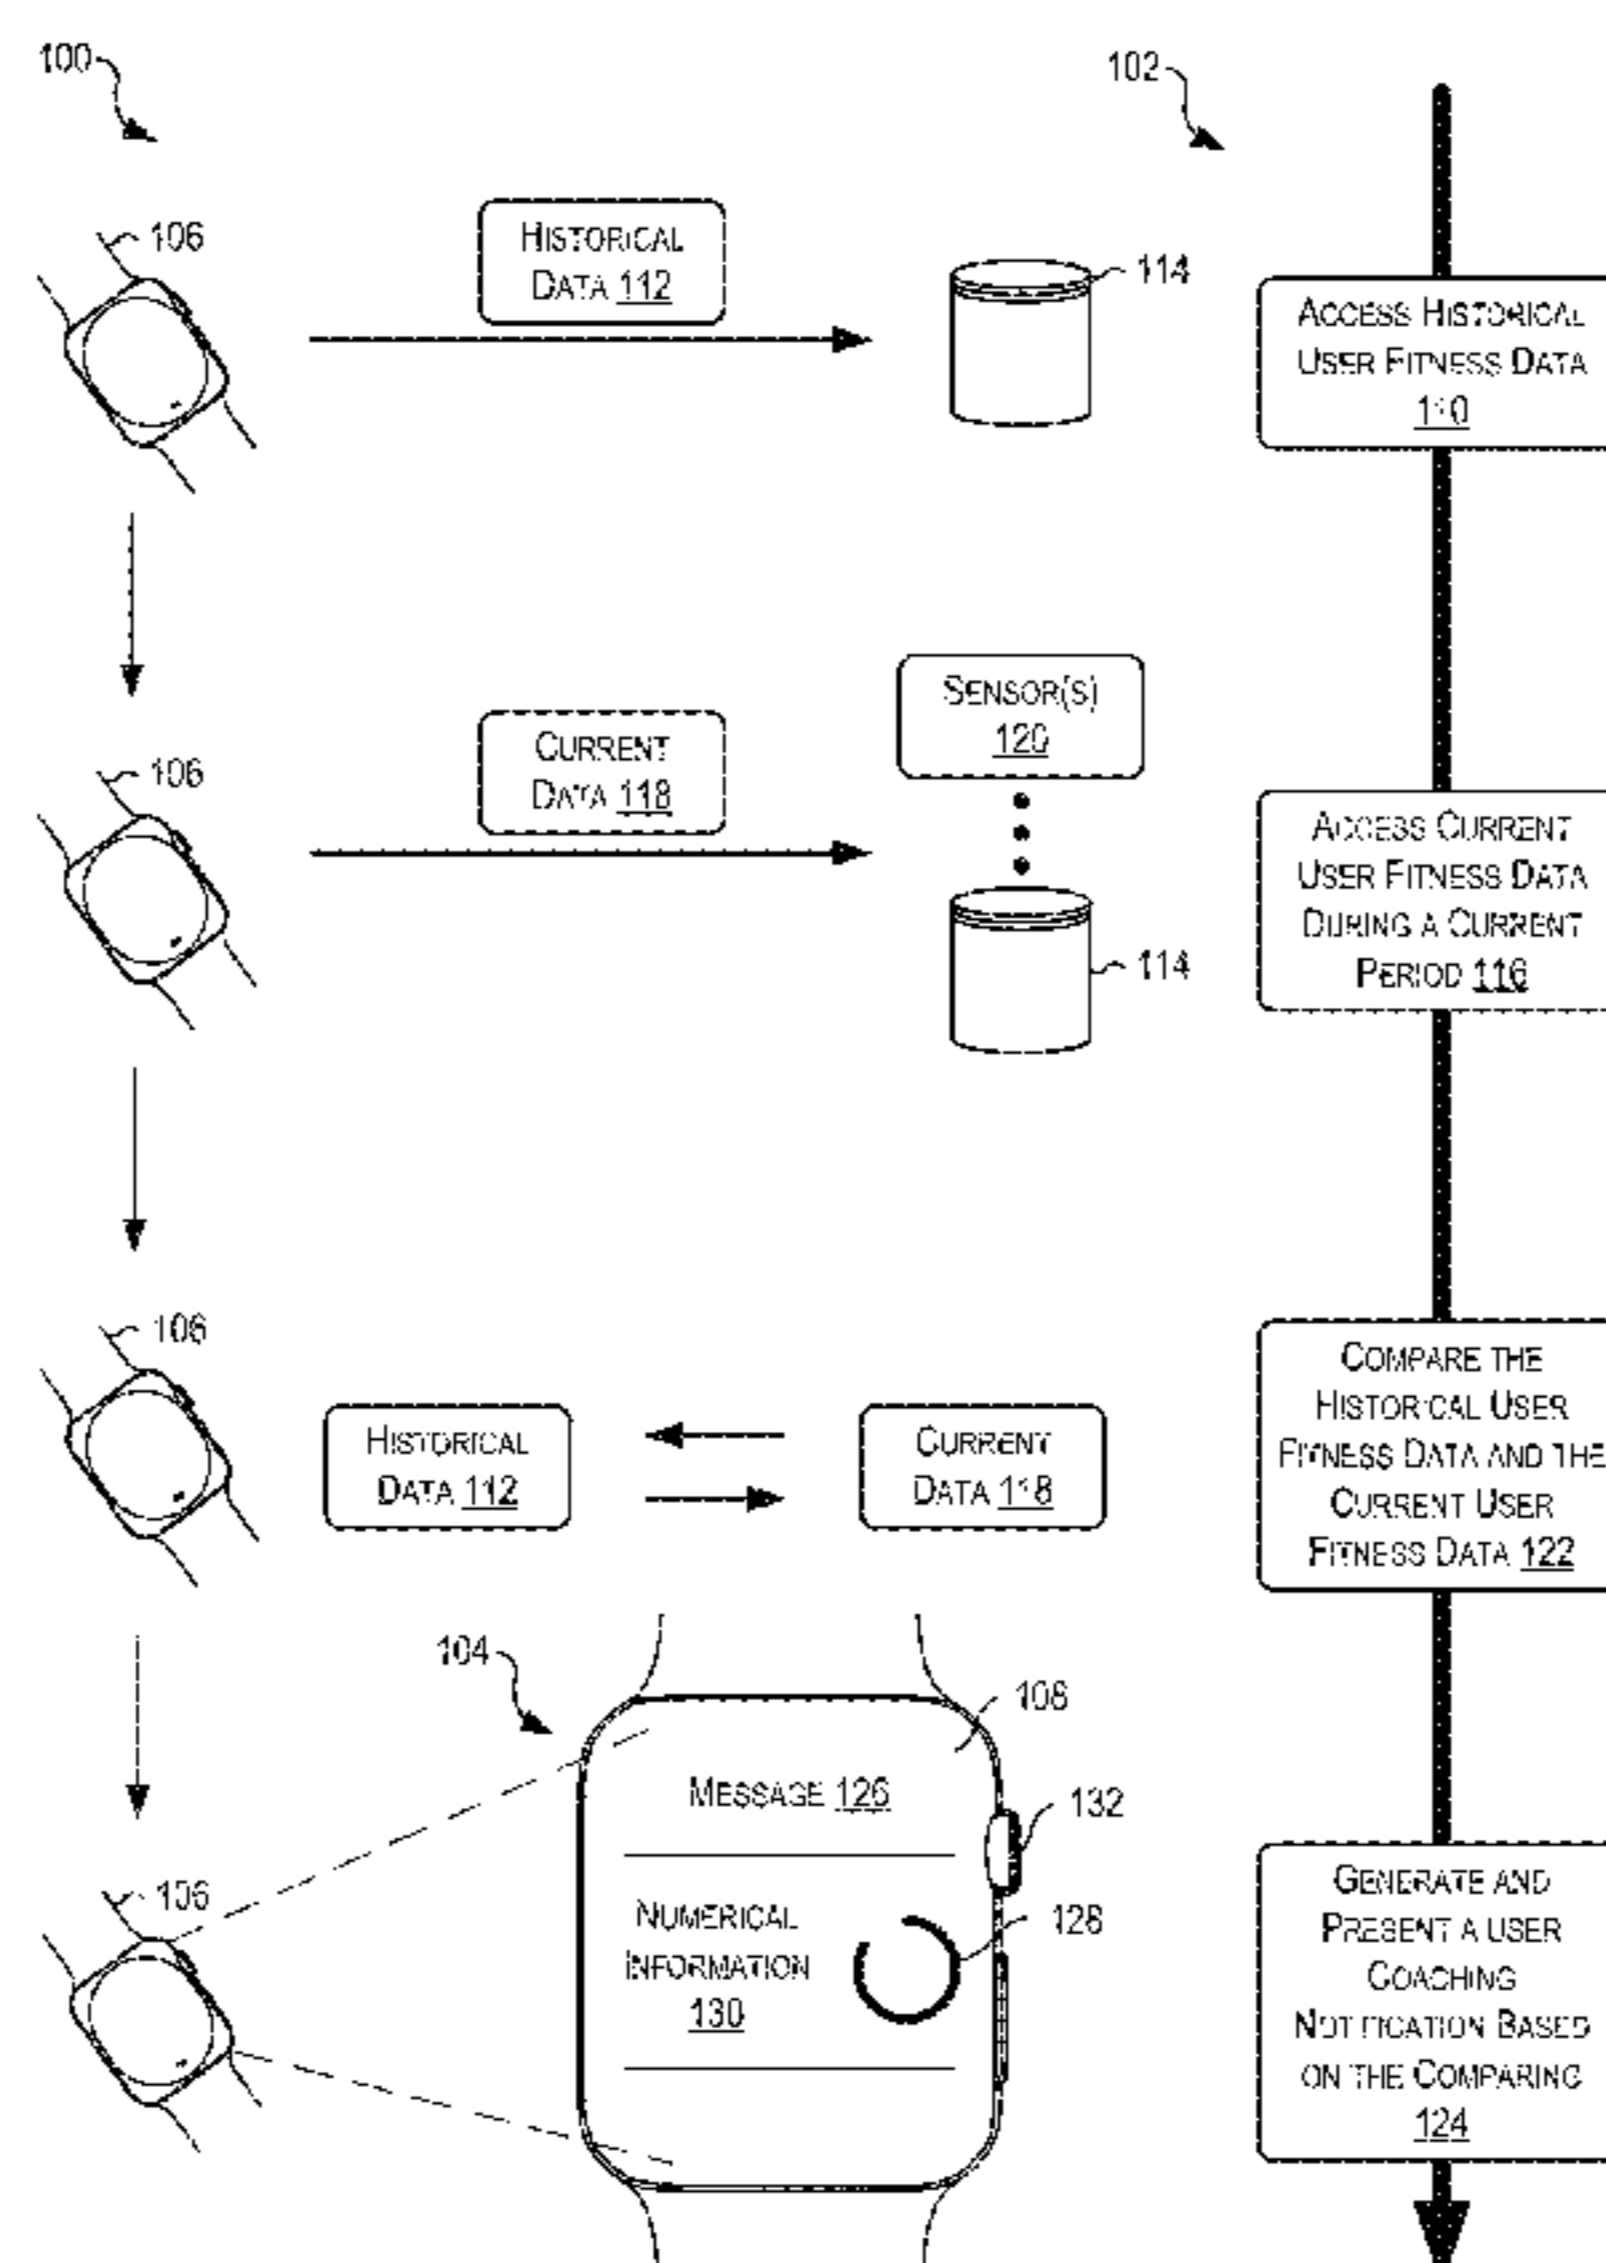 100
102
106
HISTORICAL
DATA 112
114
ACCESS HISTORICAL
USER FITNESS DATA
110
SENSOR(S)
120
106
CURRENT
DATA 118
114
ACCESS CURRENT
USER FITNESS DATA
DURING A CURRENT
PERIOD 116
106
HISTORICAL
DATA 112
CURRENT
DATA 118
COMPARE THE
HISTORICAL USER
FITNESS DATA AND THE
CURRENT USER
FITNESS DATA 122
104
108
MESSAGE 126
132
106
NUMERICAL
INFORMATION
130
128
GENERATE AND
PRESENT A USER
COACHING
NOTIFICATION BASED
ON THE COMPARING
124